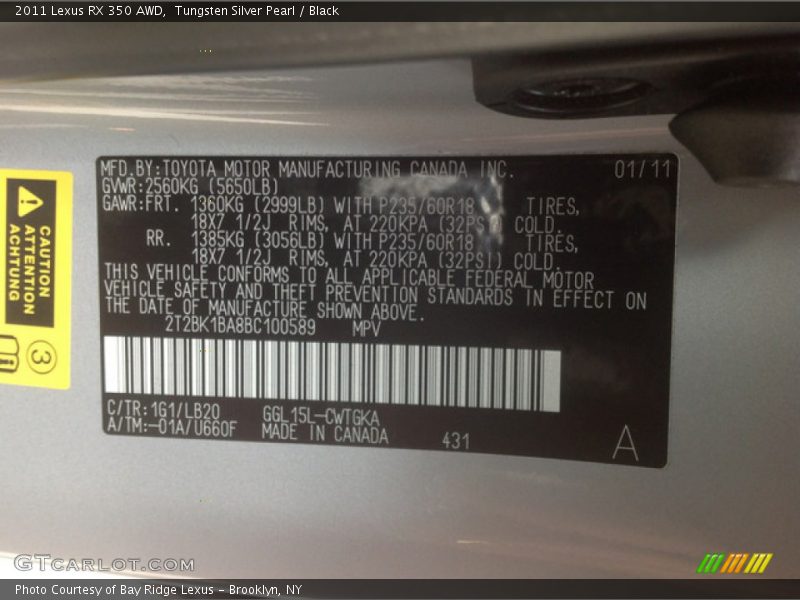 2011 Lexus RX 350 AWD,  Tungsten Silver Pearl / Black
MFD.BY:TOYOTA MOTOR MANUFACTURING CANADA INC. 01/11
GVWR:2560KG (5650LB)
GAWR:FRT. 1360KG (2999LB) WITH P235/60R18 TIRES,
18X7 1/2J RIMS, AT 220KPA (32PSI) COLD.
RR. 1385KG (3056LB) WITH P235/60R18 TIRES,
18X7 1/2J RIMS, AT 220KPA (32PSI) COLD.
THIS VEHICLE CONFORMS TO ALL APPLICABLE FEDERAL MOTOR
VEHICLE SAFETY AND THEFT PREVENTION STANDARDS IN EFFECT ON
THE DATE OF MANUFACTURE SHOWN ABOVE.
2T2BK1BA8BC100589 MPV
C/TR:1G1/LB20 GGL15L-CWTGKA
A/TM:-01A/U660F MADE IN CANADA 431
A
CAUTION
ATTENTION
ACHTUNG
3
GTCARLOT.COM
Photo Courtesy of Bay Ridge Lexus - Brooklyn, NY